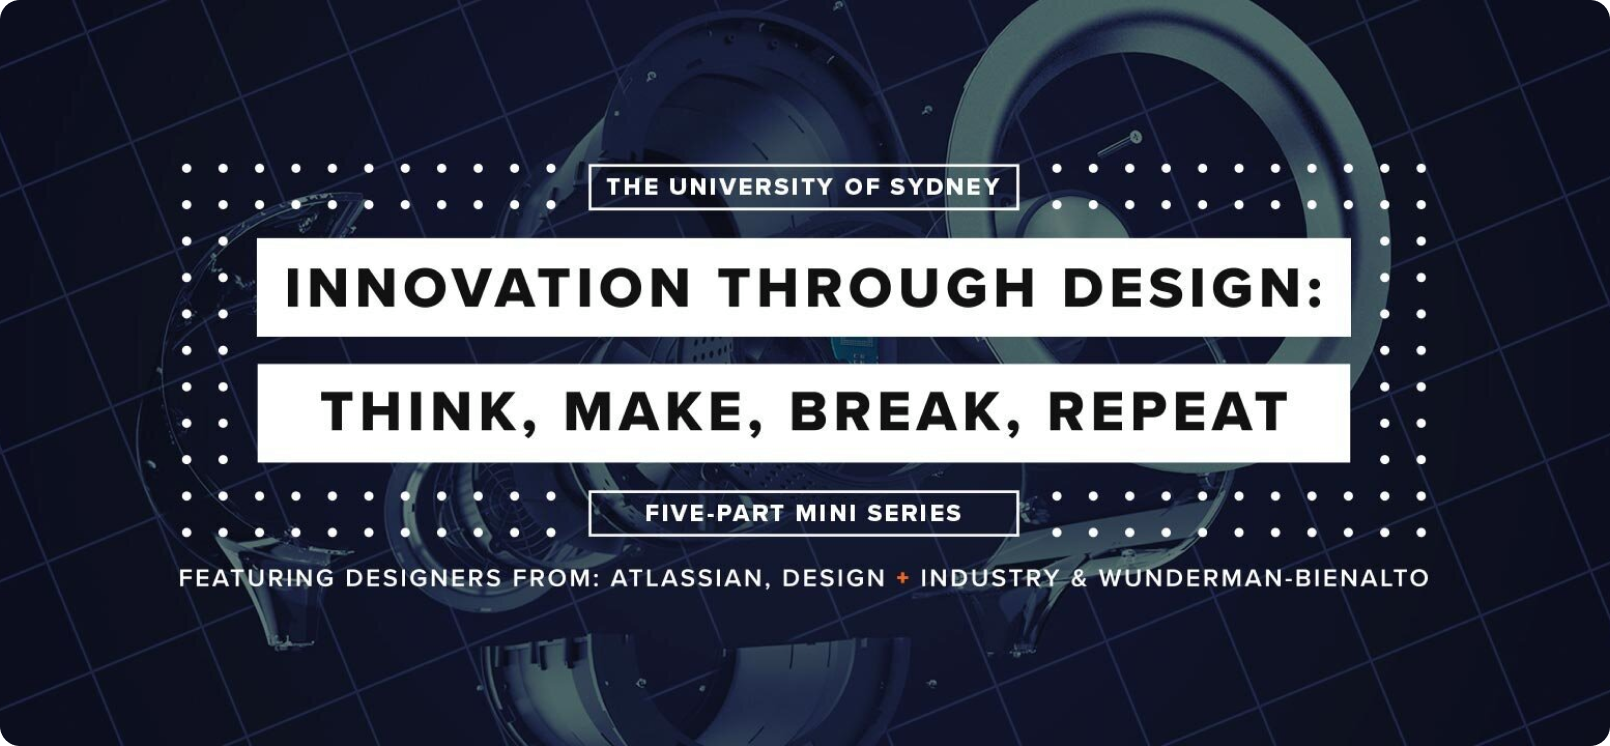 THE UNIVERSITY OF SYDNEY
INNOVATION THROUGH DESIGN:
THINK, MAKE, BREAK, REPEAT
FIVE-PART MINI SERIES
FEATURING DESIGNERS FROM: ATLASSIAN, DESIGN + INDUSTRY & WUNDERMAN-BIENALTO